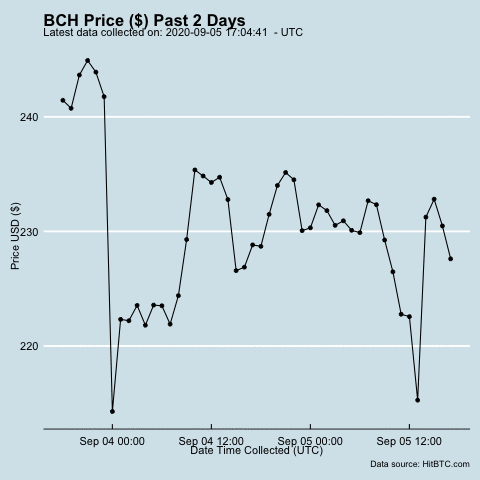 BCH Price ($) Past 2 Days
Latest data collected on: 2020-09-05 17:04:41  - UTC
240
230
220
Price USD ($)
Sep 04 00:00
Sep 04 12:00
Sep 05 00:00
Sep 05 12:00
Date Time Collected (UTC)
Data source: HitBTC.com